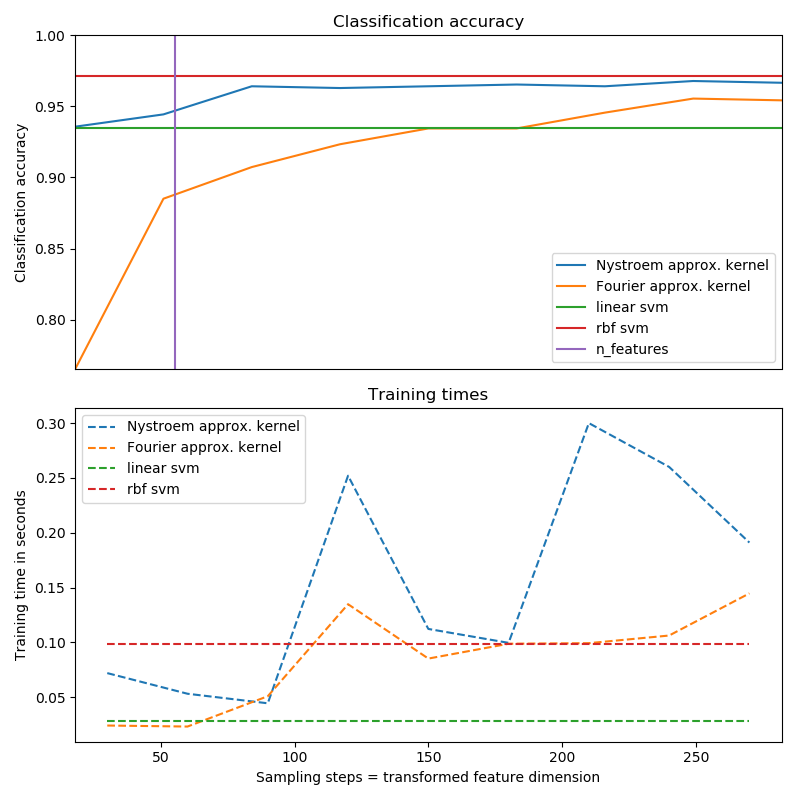 Classification accuracy
1.00
0.95
0.90
0.85
0.80
Classification accuracy
Nystroem approx. kernel
Fourier approx. kernel
linear svm
rbf svm
n_features
Training times
0.30
0.25
0.20
0.15
0.10
0.05
Training time in seconds
Nystroem approx. kernel
Fourier approx. kernel
linear svm
rbf svm
50 100 150 200 250
Sampling steps = transformed feature dimension